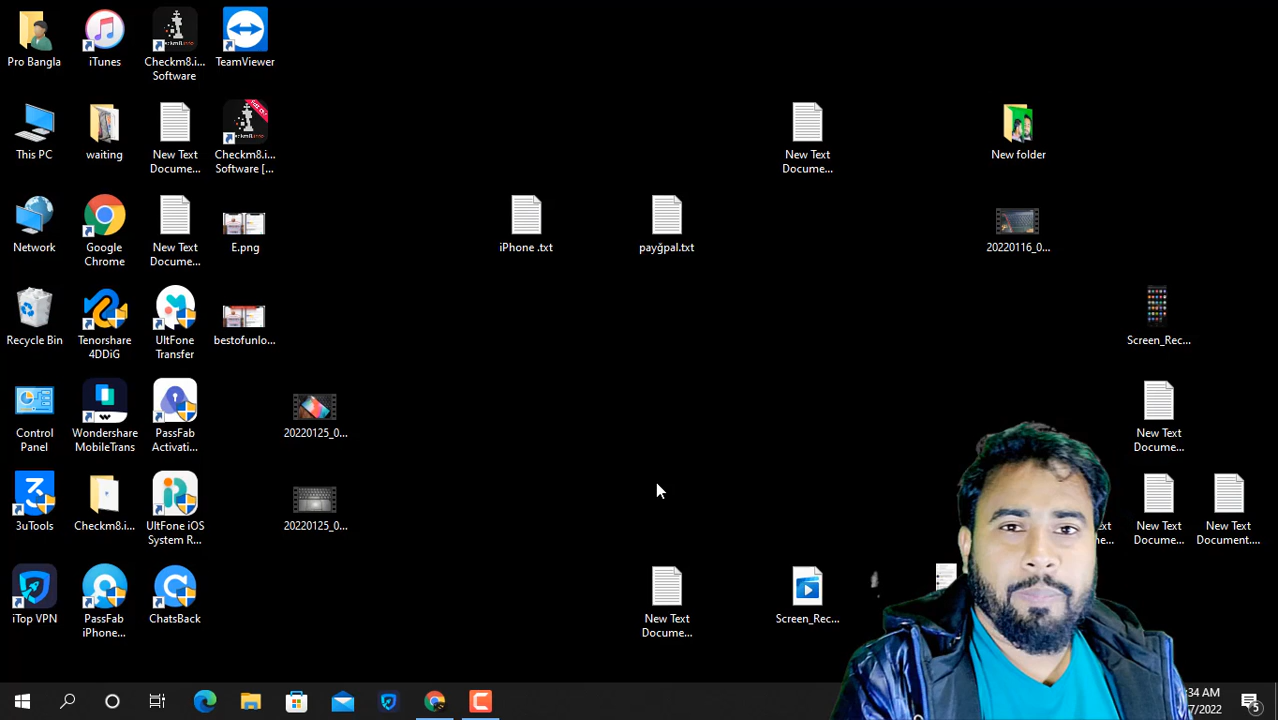 Pro Bangla
iTunes
Checkm8.i...
Software
TeamViewer
This PC
waiting
New Text
Docume...
Checkm8.i...
Software [...
New Text
Docume...
New folder
Network
Google
Chrome
New Text
Docume...
E.png
iPhone .txt
payğpal.txt
20220116_0...
Recycle Bin
Tenorshare
4DDiG
UltFone
Transfer
bestofunlo...
Screen_Rec...
Control
Panel
Wondershare
MobileTrans
PassFab
Activati...
20220125_0...
New Text
Docume...
3uTools
Checkm8.i...
UltFone iOS
System R...
20220125_0...
New Text
Docume...
New Text
Document....
iTop VPN
PassFab
iPhone...
ChatsBack
New Text
Docume...
Screen_Rec...
:34 AM
7/2022
5